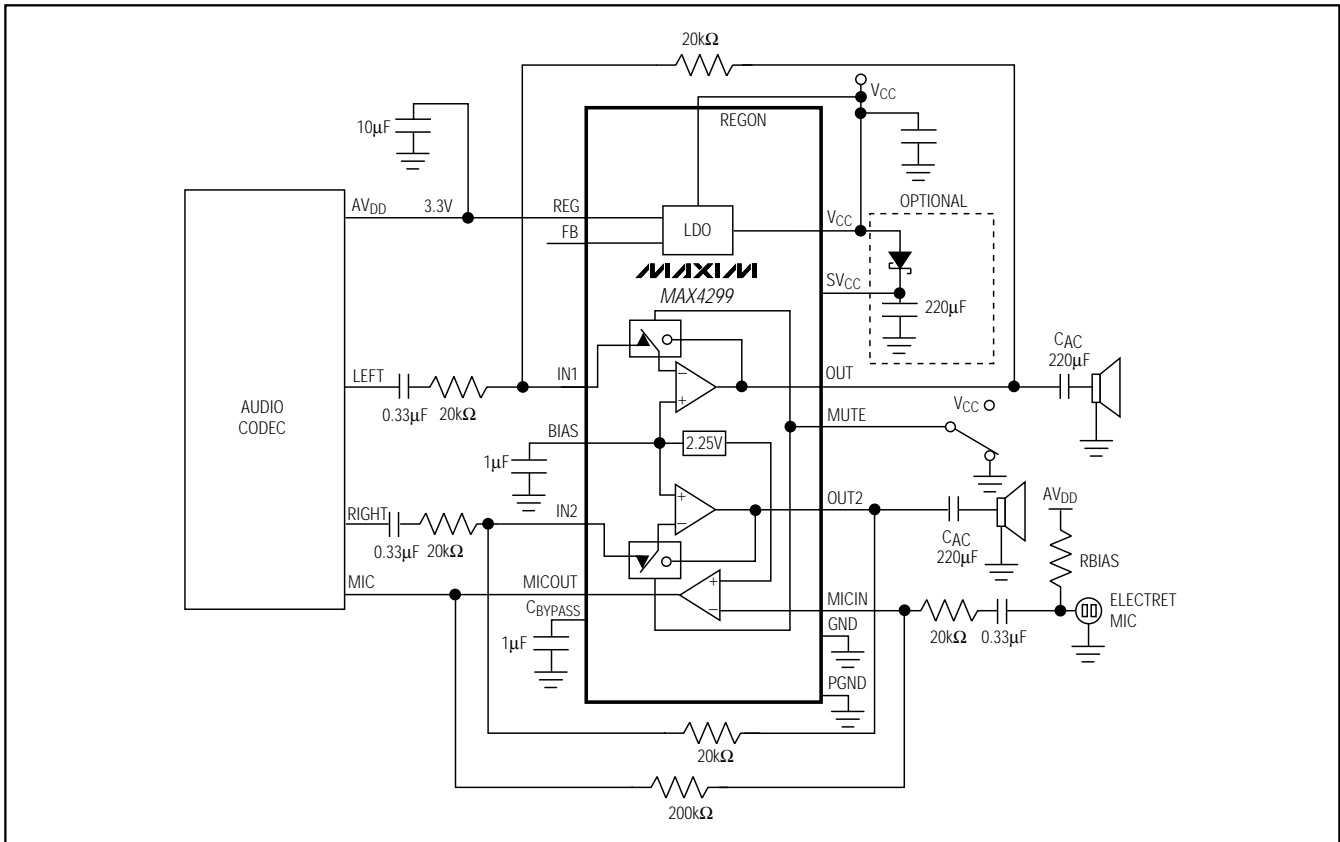 20kΩ
VCC
REGON
10µF
OPTIONAL
AVDD
3.3V
REG
VCC
LDO
FB
MAXIM
MAX4299
SVCC
220µF
CAC
220µF
LEFT
IN1
OUT
AUDIO
CODEC
0.33µF
20kΩ
VCC
MUTE
BIAS
2.25V
1µF
AVDD
OUT2
RIGHT
IN2
CAC
220µF
RBIAS
0.33µF
20kΩ
MIC
MICOUT
MICIN
ELECTRET
MIC
CBYPASS
GND
20kΩ
0.33µF
1µF
PGND
20kΩ
200kΩ